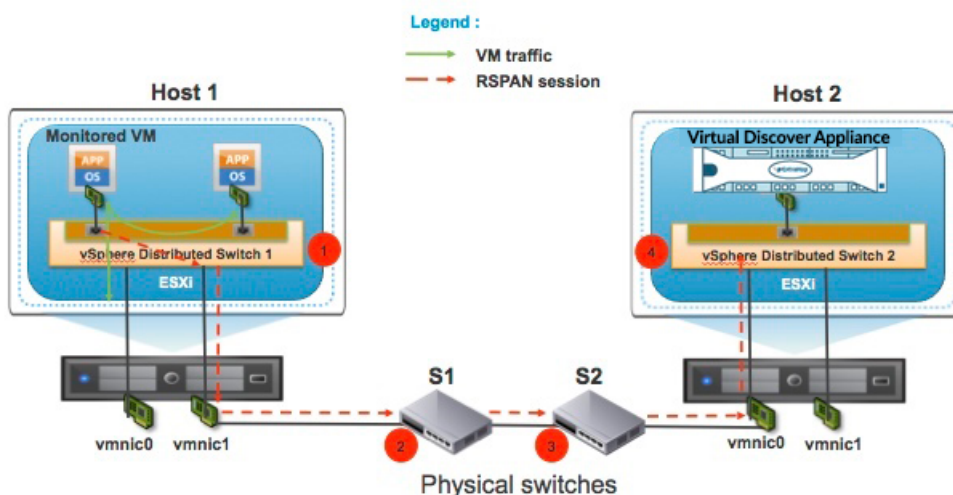 Legend :
VM traffic
RSPAN session
Host 1
Host 2
Monitored VM
Virtual Discover Appliance
APP
OS
APP
OS
vSphere Distributed Switch 1
1
ESXi
4
vSphere Distributed Switch 2
ESXi
S1
S2
vmnic0
vmnic1
2
3
vmnic0
vmnic1
Physical switches